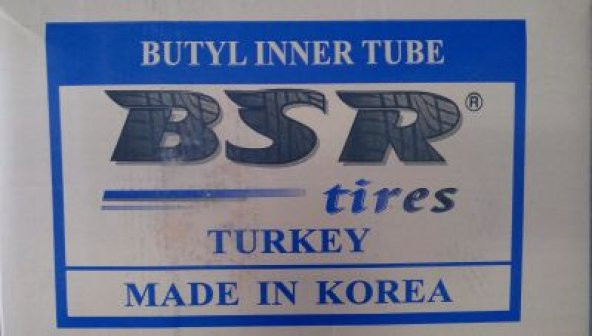 BUTYL INNER TUBE
BSR®
tires
TURKEY
MADE IN KOREA